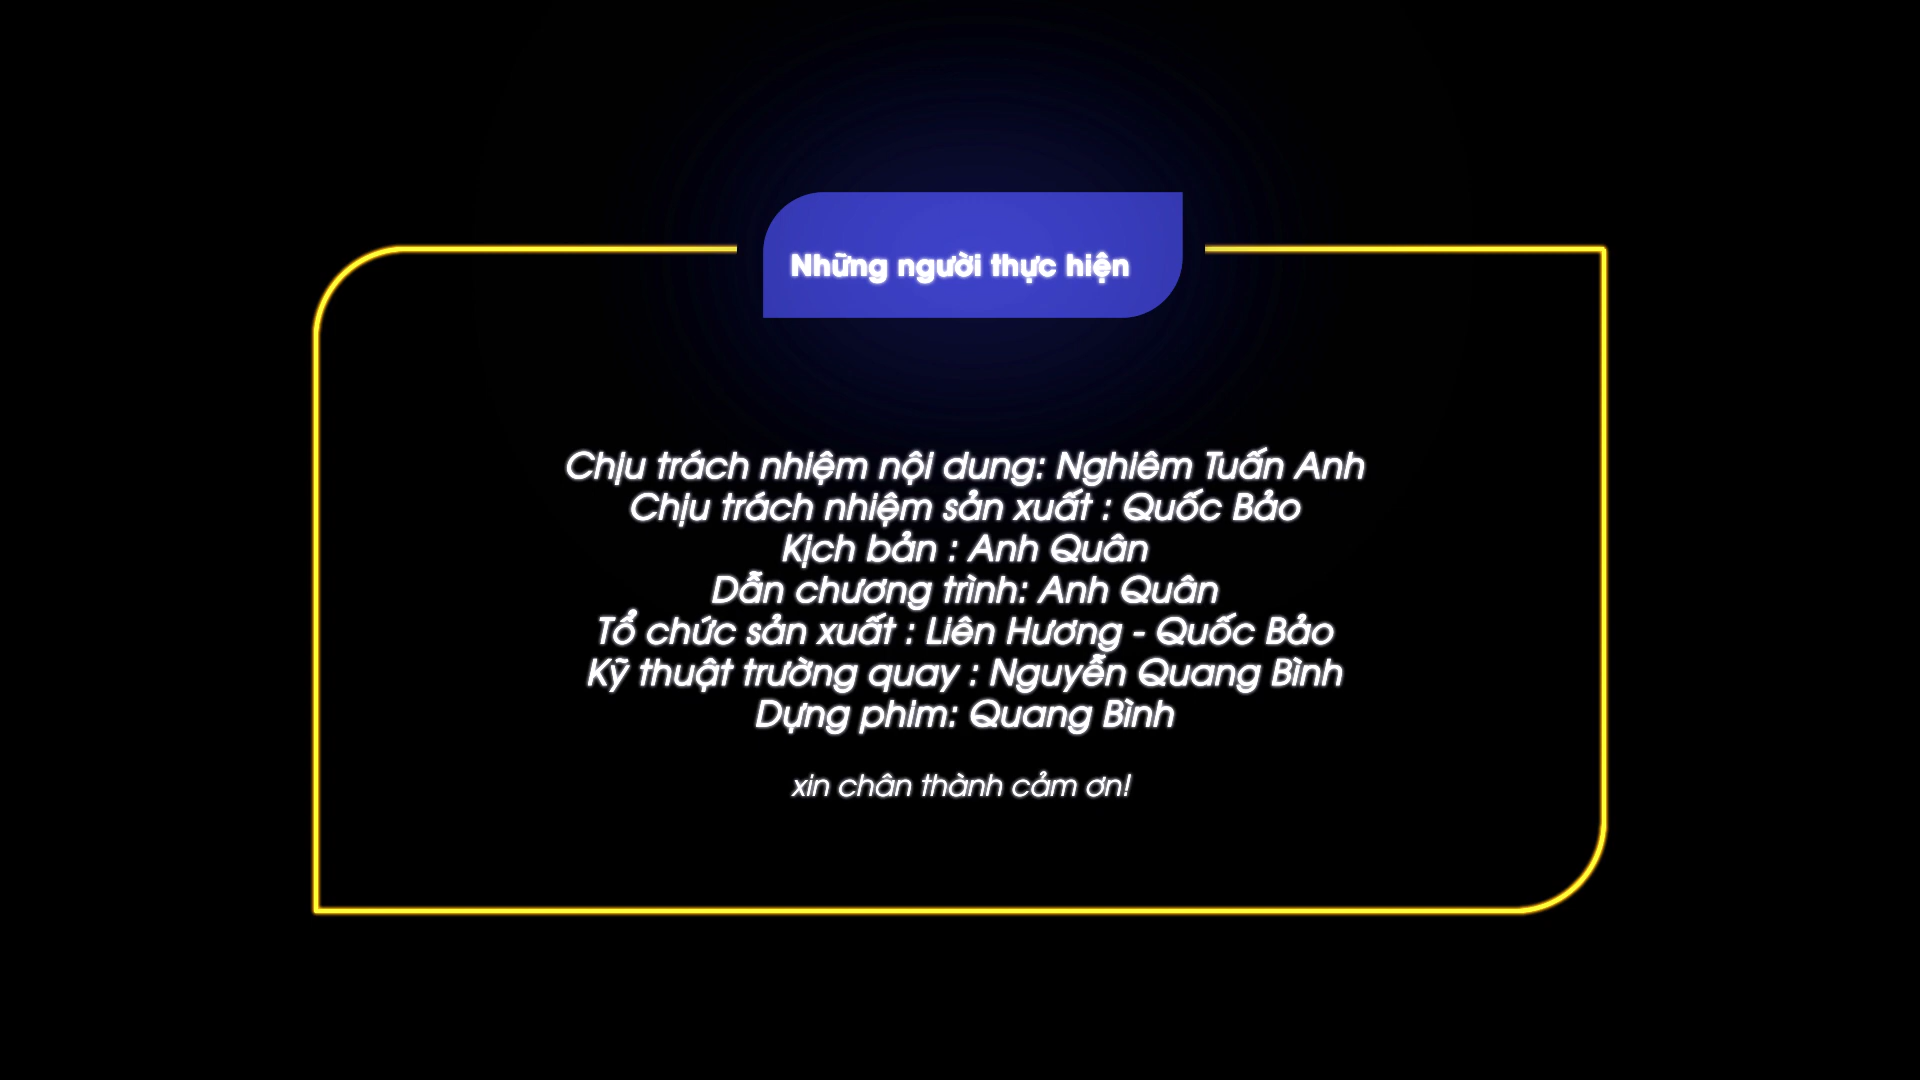 Những người thực hiện
Chịu trách nhiệm nội dung: Nghiêm Tuấn Anh
Chịu trách nhiệm sản xuất : Quốc Bảo
Kịch bản : Anh Quân
Dẫn chương trình: Anh Quân
Tổ chức sản xuất : Liên Hương - Quốc Bảo
Kỹ thuật trường quay : Nguyễn Quang Bình
Dựng phim: Quang Bình
xin chân thành cảm ơn!